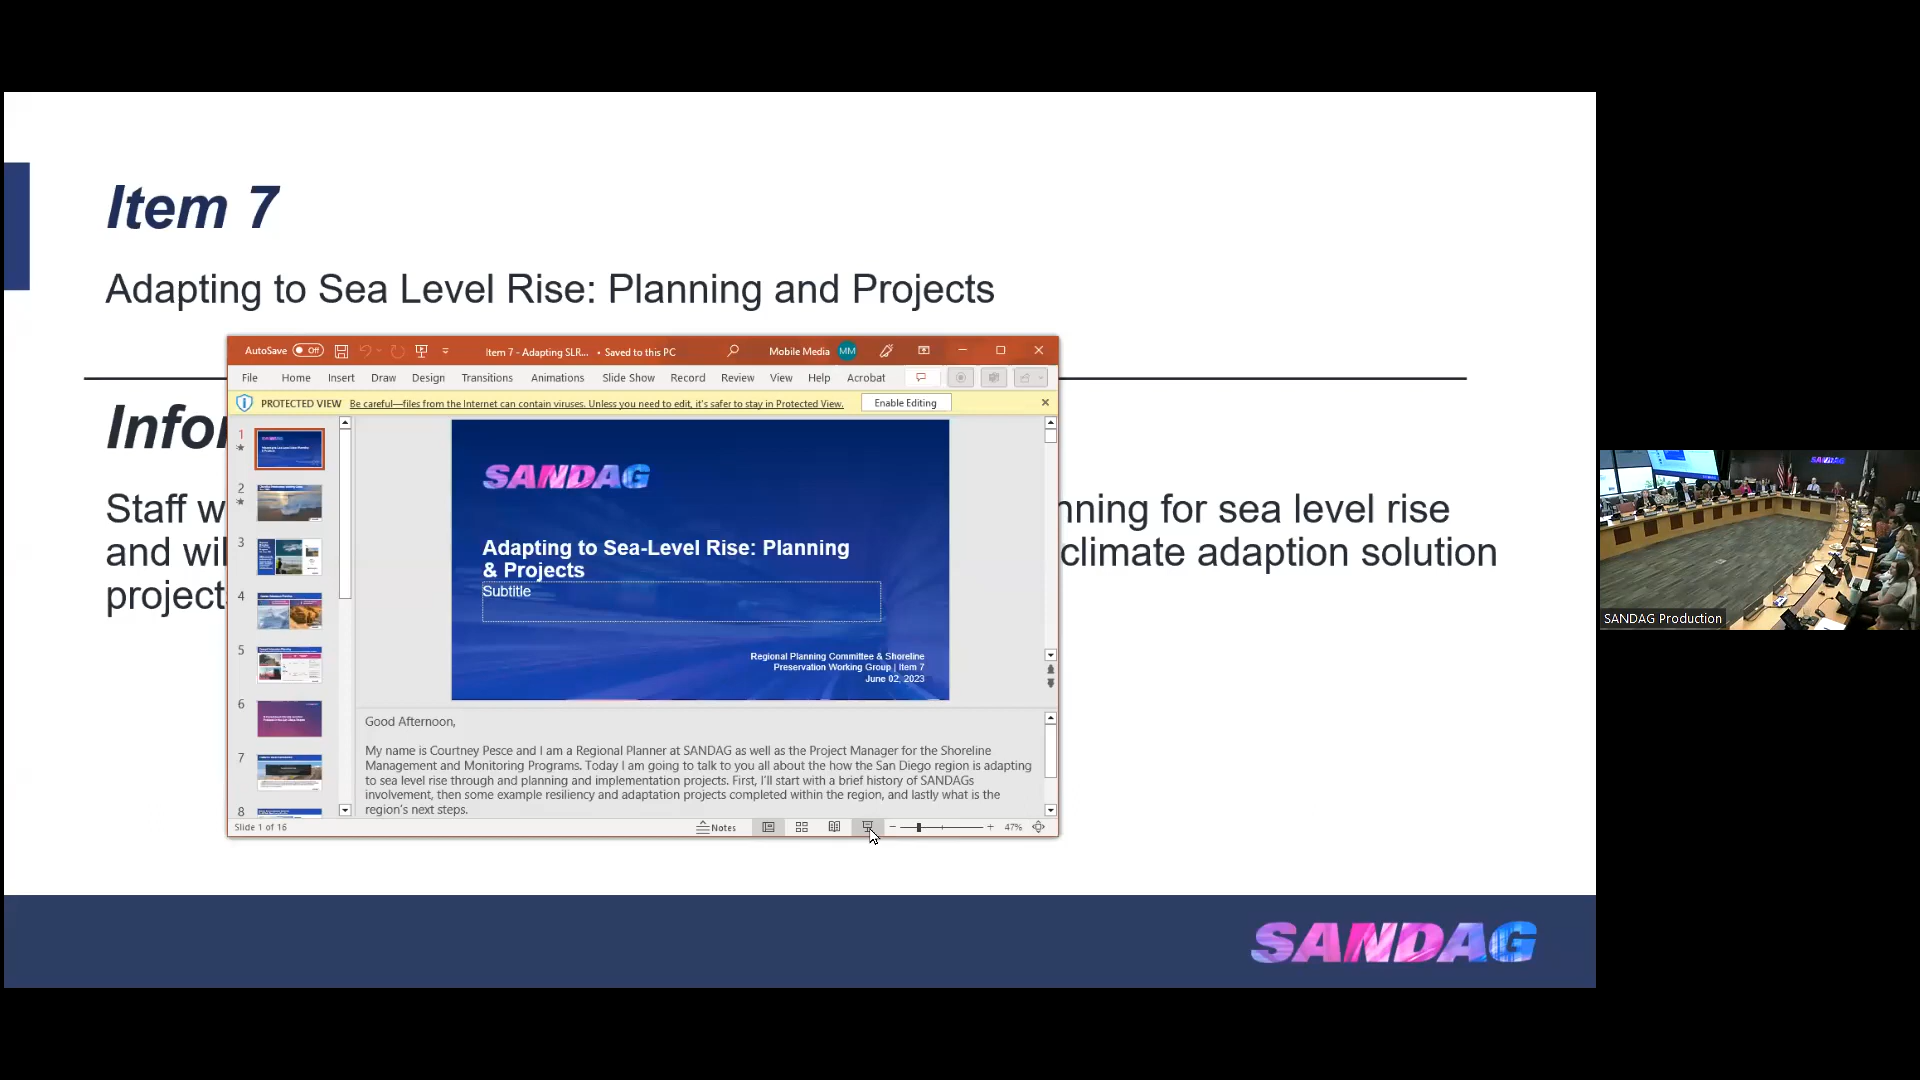 Item 7
Adapting to Sea Level Rise: Planning and Projects
AutoSave Off Item 7 - Adapting SLR... • Saved to this PC Mobile Media MM
File Home Insert Draw Design Transitions Animations Slide Show Record Review View Help Acrobat
PROTECTED VIEW Be careful—files from the Internet can contain viruses. Unless you need to edit, it's safer to stay in Protected View. Enable Editing
1
2
3
4
5
6
7
8
SANDAG
Adapting to Sea-Level Rise: Planning
& Projects
Subtitle
Regional Planning Committee & Shoreline
Preservation Working Group | Item 7
June 02, 2023
Good Afternoon,
My name is Courtney Pesce and I am a Regional Planner at SANDAG as well as the Project Manager for the Shoreline
Management and Monitoring Programs. Today I am going to talk to you all about the how the San Diego region is adapting
to sea level rise through and planning and implementation projects. First, I'll start with a brief history of SANDAGs
involvement, then some example resiliency and adaptation projects completed within the region, and lastly what is the
region's next steps.
Slide 1 of 16 Notes 47%
Staff
for sea level rise
and climate adaption solution
SANDAG
SANDAG
SANDAG Production